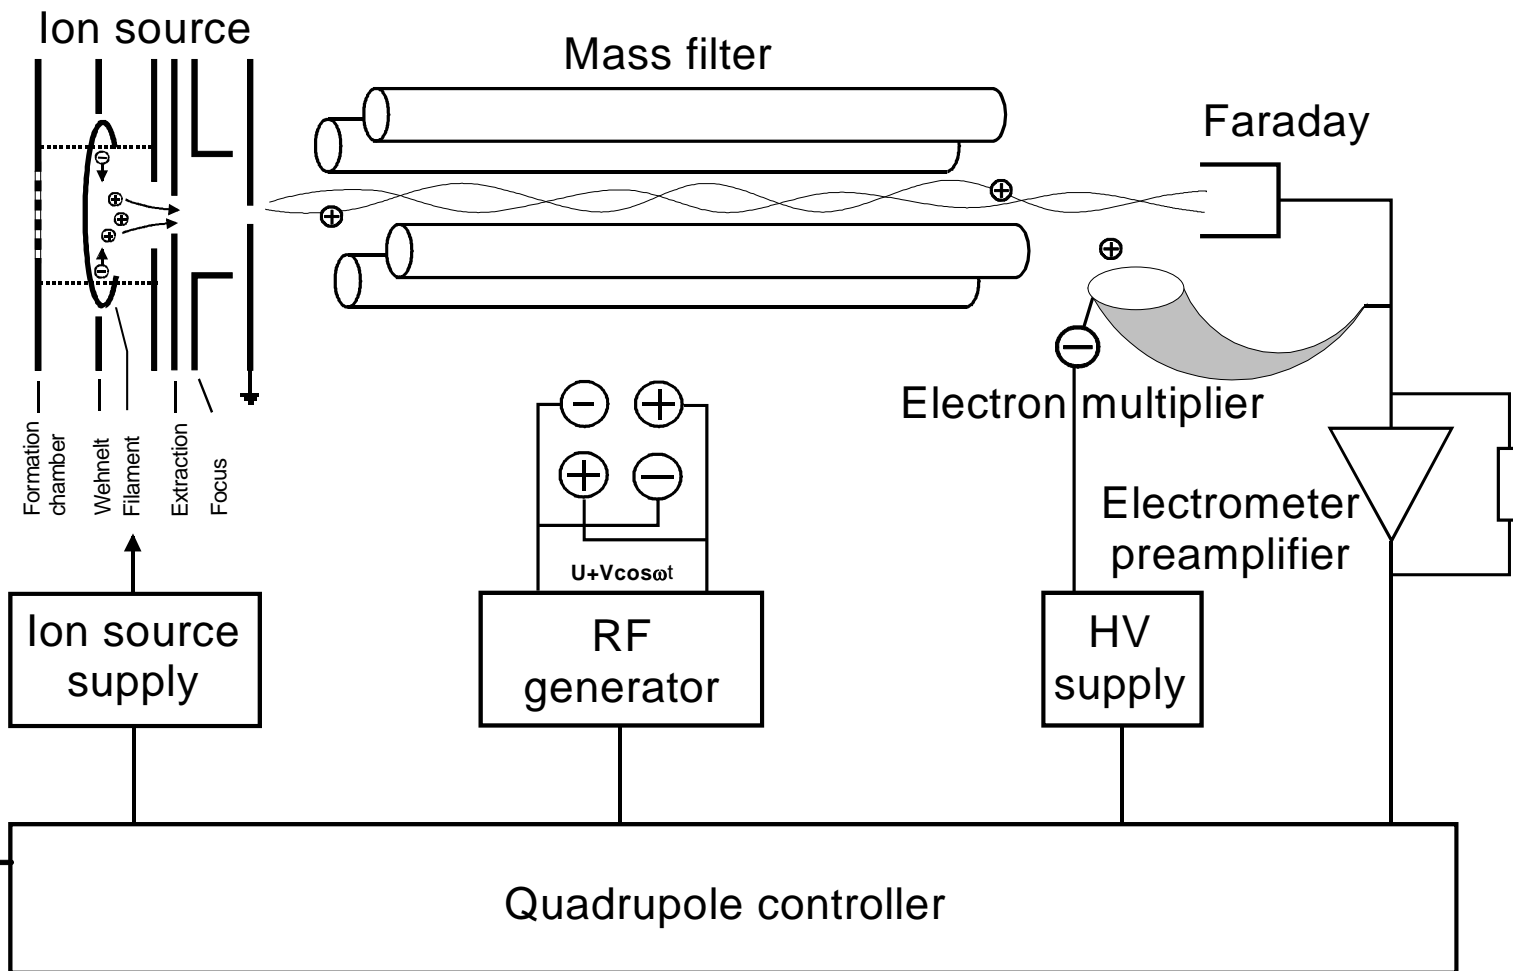 Ion source
Mass filter
Faraday
Electron multiplier
Formation
chamber
Wehnelt
Filament
Extraction
Focus
Electrometer
preamplifier
U+Vcosωt
Ion source
supply
RF
generator
HV
supply
Quadrupole controller